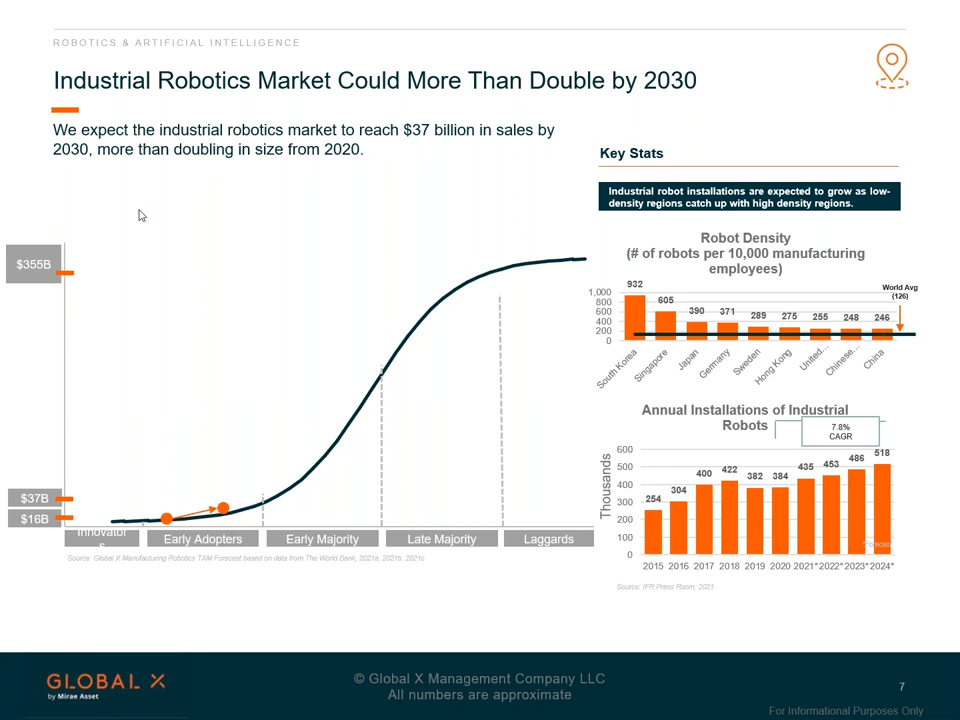 ROBOTICS & ARTIFICIAL INTELLIGENCE
Industrial Robotics Market Could More Than Double by 2030
We expect the industrial robotics market to reach $37 billion in sales by
2030, more than doubling in size from 2020.
$355B
$37B
$16B
Innovator
s
Early Adopters
Early Majority
Late Majority
Laggards
Source: Global X Manufacturing Robotics TAM Forecast based on data from The World Bank, 2021a, 2021b, 2021c
Key Stats
Industrial robot installations are expected to grow as low-
density regions catch up with high density regions.
Robot Density
(# of robots per 10,000 manufacturing
employees)
1,000
800
600
400
200
0
932
605
390
371
289
275
255
248
246
World Avg
(126)
South Korea
Singapore
Japan
Germany
Sweden
Hong Kong
United...
Chinese...
China
Annual Installations of Industrial
Robots
7.8%
CAGR
Thousands
600
500
400
300
200
100
0
254
304
400
422
382
384
435
453
486
518
*Forecast
2015 2016 2017 2018 2019 2020 2021* 2022* 2023* 2024*
Source: IFR Press Room, 2021
GLOBAL X
by Mirae Asset
© Global X Management Company LLC
All numbers are approximate
7
For Informational Purposes Only